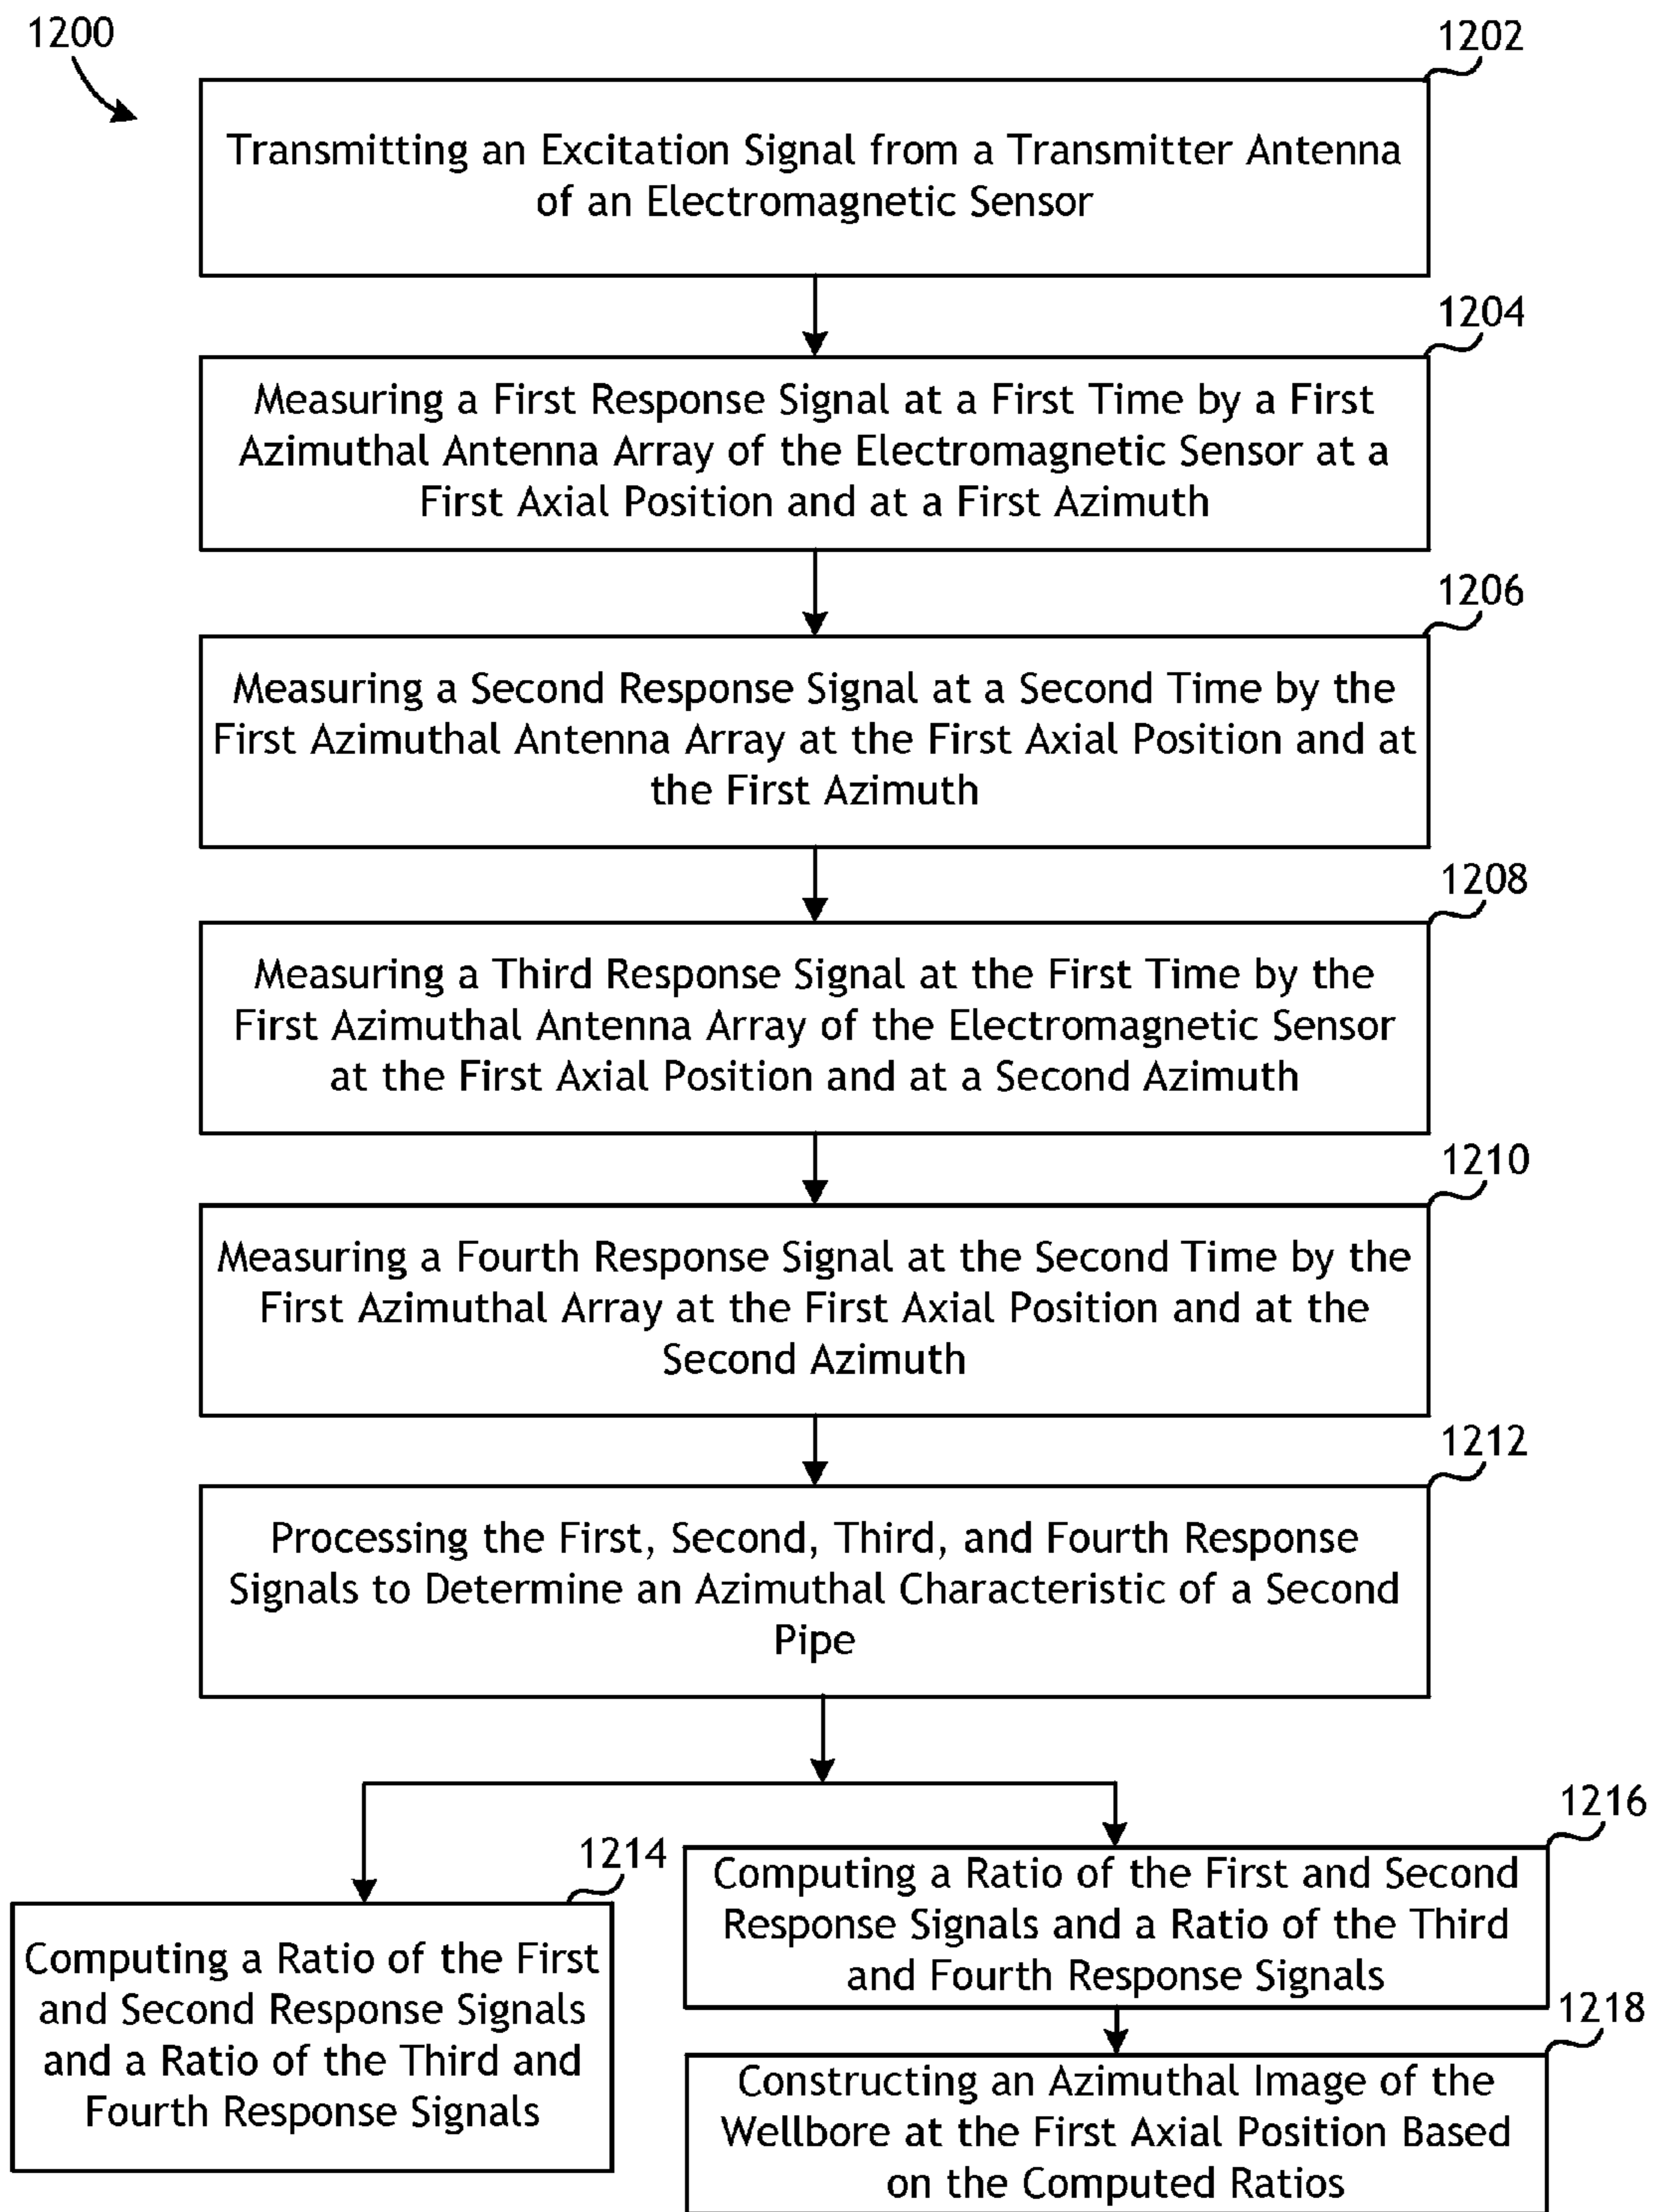 1200
1202
Transmitting an Excitation Signal from a Transmitter Antenna
of an Electromagnetic Sensor
1204
Measuring a First Response Signal at a First Time by a First
Azimuthal Antenna Array of the Electromagnetic Sensor at a
First Axial Position and at a First Azimuth
1206
Measuring a Second Response Signal at a Second Time by the
First Azimuthal Antenna Array at the First Axial Position and at
the First Azimuth
1208
Measuring a Third Response Signal at the First Time by the
First Azimuthal Antenna Array of the Electromagnetic Sensor
at the First Axial Position and at a Second Azimuth
1210
Measuring a Fourth Response Signal at the Second Time by the
First Azimuthal Array at the First Axial Position and at the
Second Azimuth
1212
Processing the First, Second, Third, and Fourth Response
Signals to Determine an Azimuthal Characteristic of a Second
Pipe
1214
Computing a Ratio of the First
and Second Response Signals
and a Ratio of the Third and
Fourth Response Signals
1216
Computing a Ratio of the First and Second
Response Signals and a Ratio of the Third
and Fourth Response Signals
1218
Constructing an Azimuthal Image of the
Wellbore at the First Axial Position Based
on the Computed Ratios